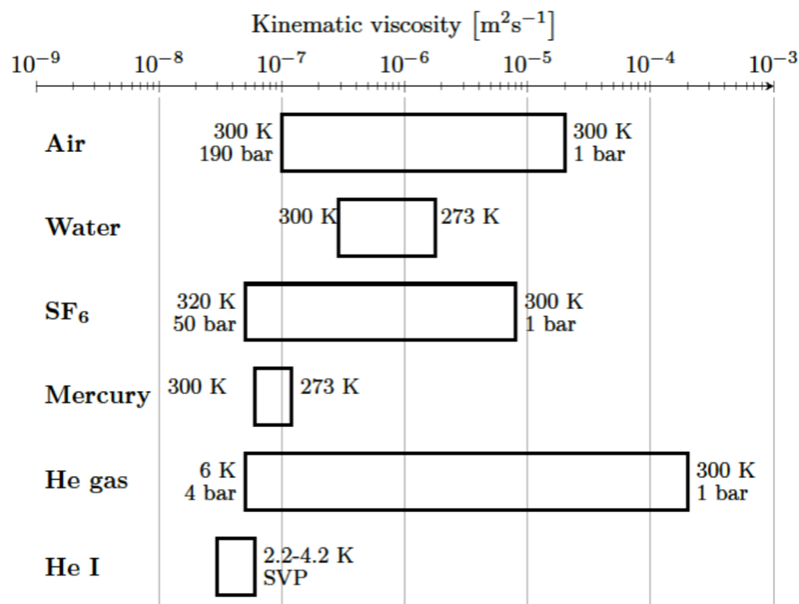 Kinematic viscosity [m²s⁻¹]
10⁻⁹ 10⁻⁸ 10⁻⁷ 10⁻⁶ 10⁻⁵ 10⁻⁴ 10⁻³
Air 300 K 300 K
190 bar 1 bar
Water 300 K 273 K
SF₆ 320 K 300 K
50 bar 1 bar
Mercury 300 K 273 K
He gas 6 K 300 K
4 bar 1 bar
He I 2.2-4.2 K
SVP